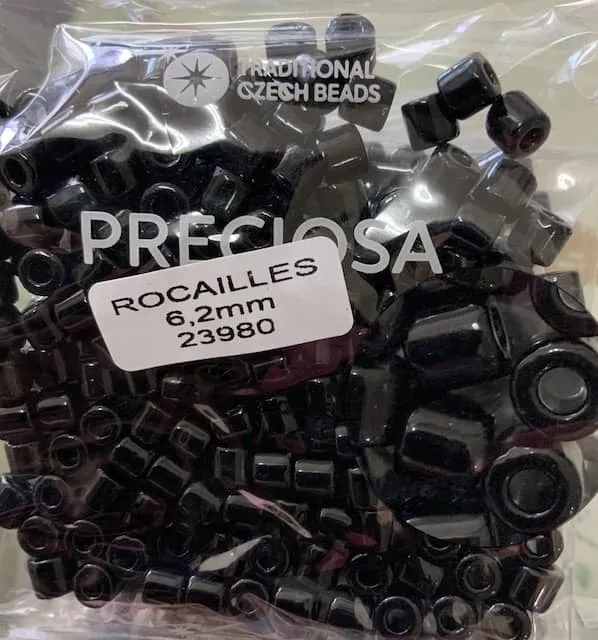 TRADITIONAL
CZECH BEADS
PRECIOSA
ROCAILLES
6,2mm
23980